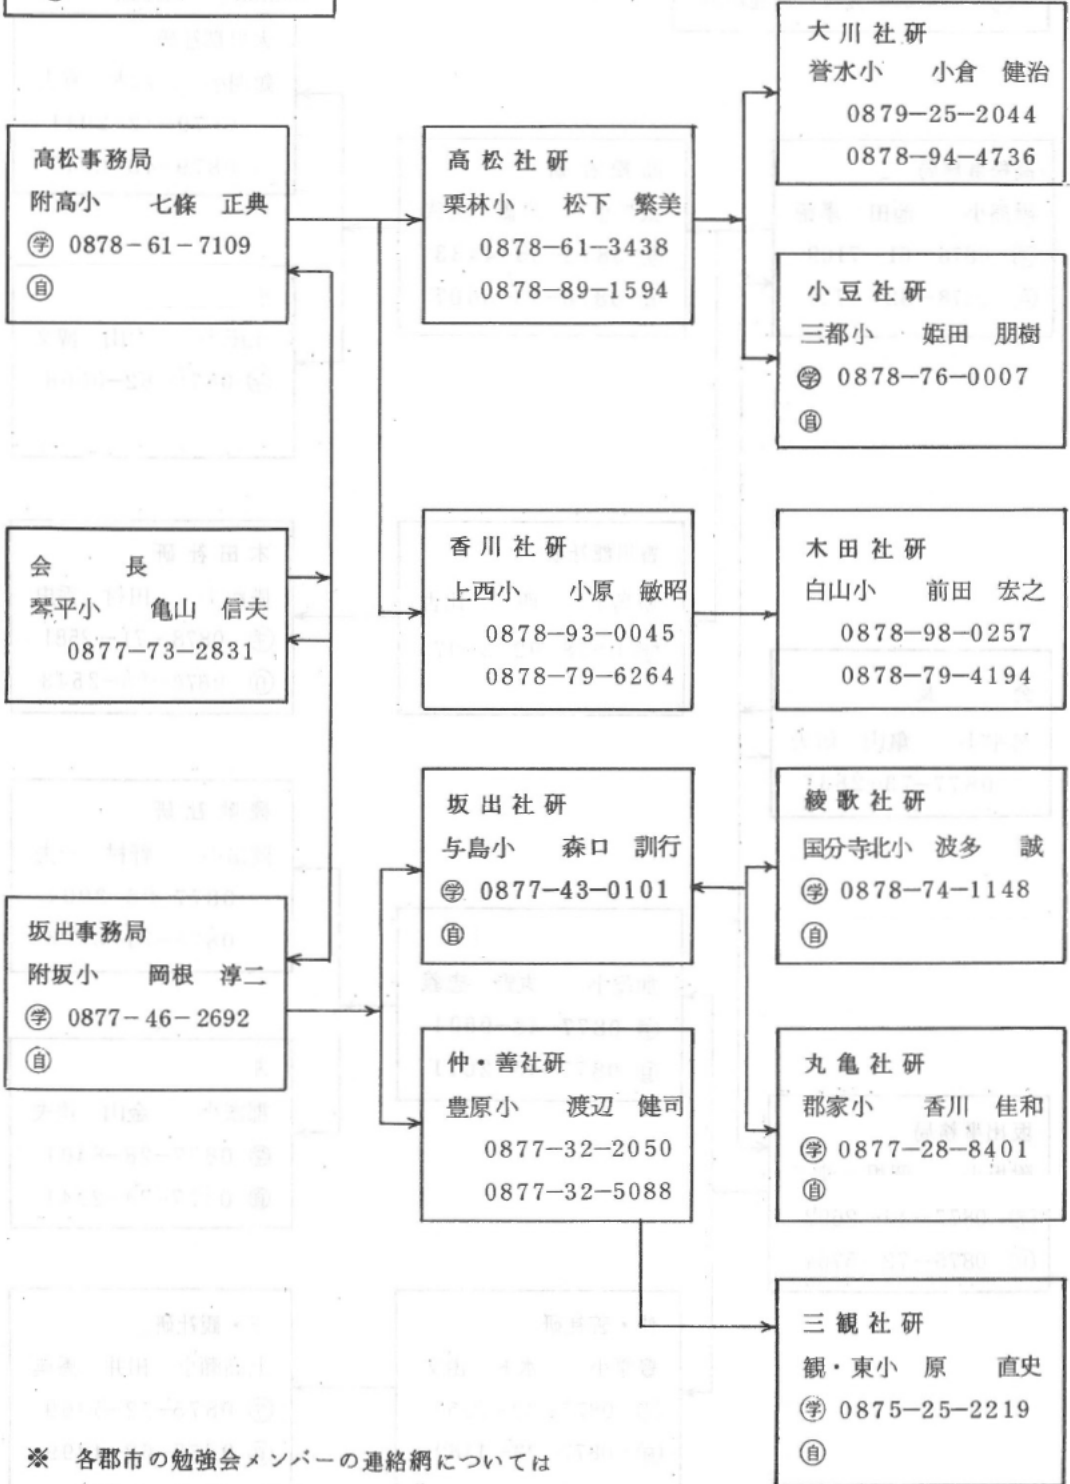 高松事務局
附高小 七條 正典
㊫ 0878-61-7109
㊂
会 長
琴平小 亀山 信夫
0877-73-2831
坂出事務局
附坂小 岡根 淳二
㊫ 0877-46-2692
自
高松社研
栗林小 松下 繁美
0878-61-3438
0878-89-1594
香川社研
上西小 小原 敏昭
0878-93-0045
0878-79-6264
坂出社研
与島小 森口 訓行
㊫ 0877-43-0101
自
仲・善社研
豊原小 渡辺 健司
0877-32-2050
0877-32-5088
大川社研
誉水小 小倉 健治
0879-25-2044
0878-94-4736
小豆社研
三都小 姫田 朋樹
㊫ 0878-76-0007
自
木田社研
白山小 前田 宏之
0878-98-0257
0878-79-4194
綾歌社研
国分寺北小 波多 誠
㊫ 0878-74-1148
自
丸亀社研
郡家小 香川 佳和
㊫ 0877-28-8401
自
三観社研
観・東小 原 直史
㊫ 0875-25-2219
自
※ 各郡市の勉強会メンバーの連絡網については